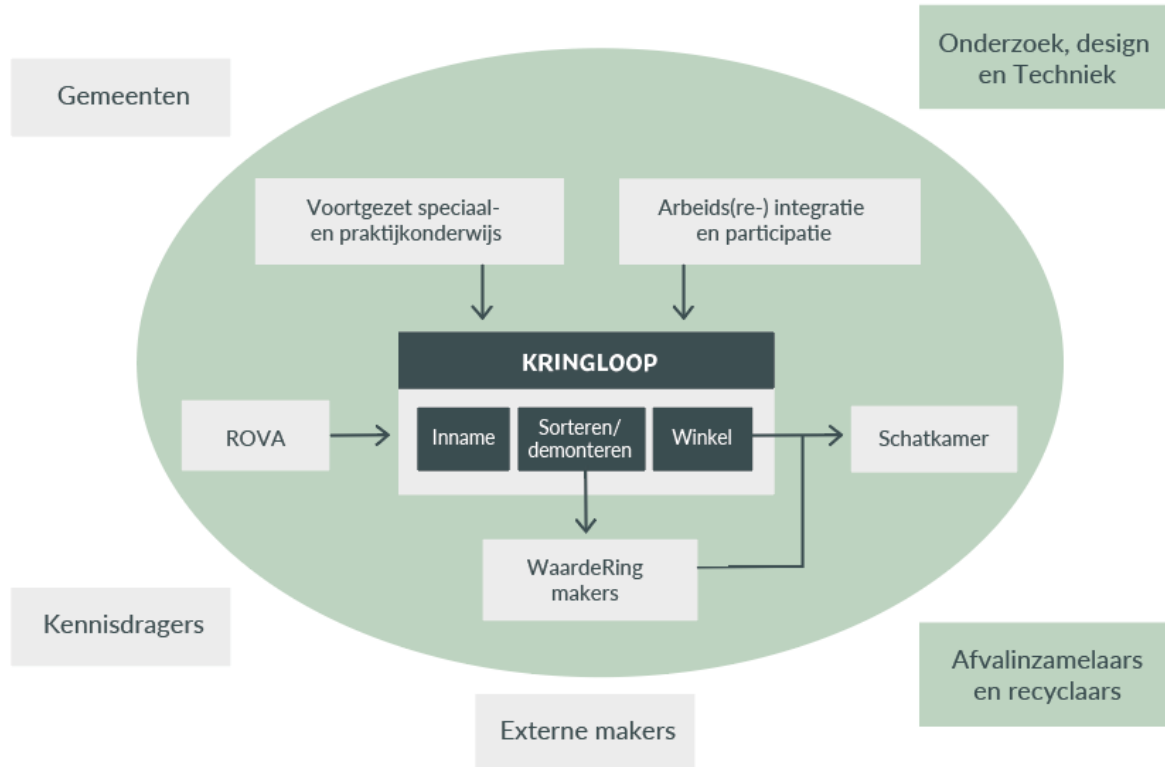 Onderzoek, design
en Techniek
Gemeenten
Voortgezet speciaal-
en praktijkonderwijs
Arbeids(re-) integratie
en participatie
KRINGLOOP
ROVA
Inname
Sorteren/
demonteren
Winkel
Schatkamer
WaardeRing
makers
Kennisdragers
Afvalinzamelaars
en recyclaars
Externe makers